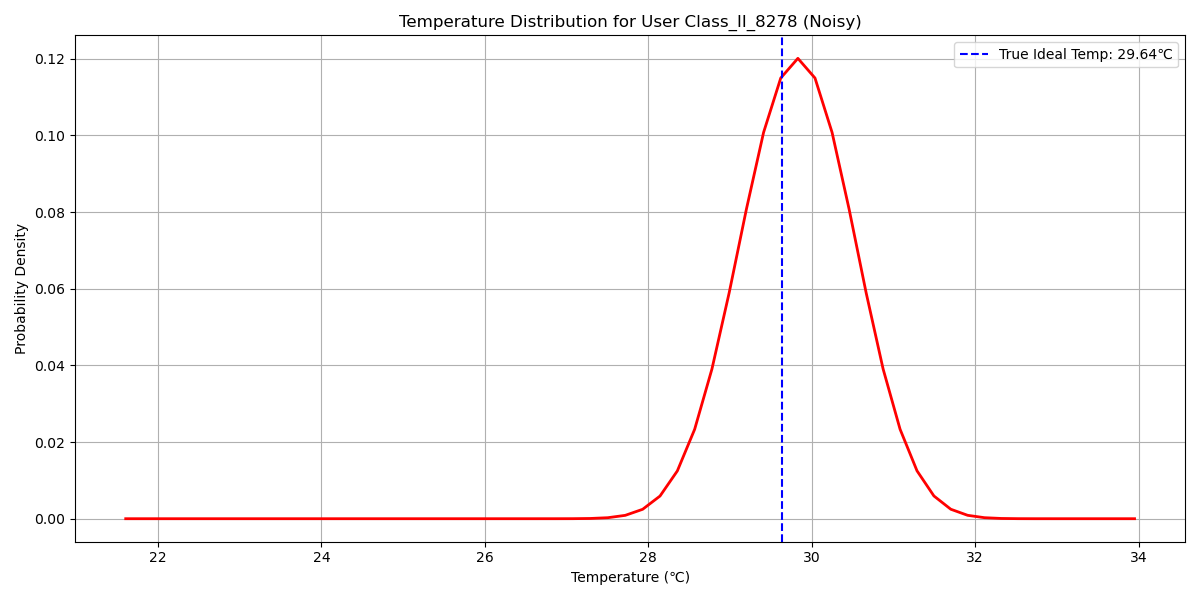 Temperature Distribution for User Class_II_8278 (Noisy)
True Ideal Temp: 29.64℃
Probability Density
0.12
0.10
0.08
0.06
0.04
0.02
0.00
22 24 26 28 30 32 34
Temperature (℃)